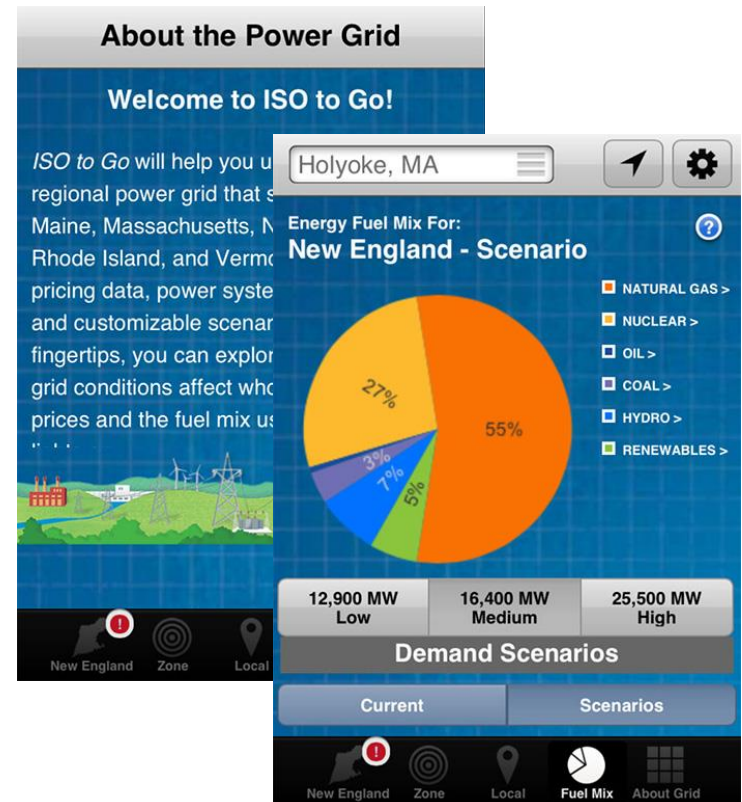 About the Power Grid
Welcome to ISO to Go!
ISO to Go will help you u
regional power grid that s
Maine, Massachusetts, N
Rhode Island, and Vermo
pricing data, power syste
and customizable scenar
fingertips, you can explor
grid conditions affect who
prices and the fuel mix us
New England
Zone
Local
Holyoke, MA
Energy Fuel Mix For:
New England - Scenario
?
NATURAL GAS >
NUCLEAR >
OIL >
COAL >
HYDRO >
RENEWABLES >
27%
55%
3%
7%
5%
12,900 MW
Low
16,400 MW
Medium
25,500 MW
High
Demand Scenarios
Current
Scenarios
!
New England
Zone
Local
Fuel Mix
About Grid
!